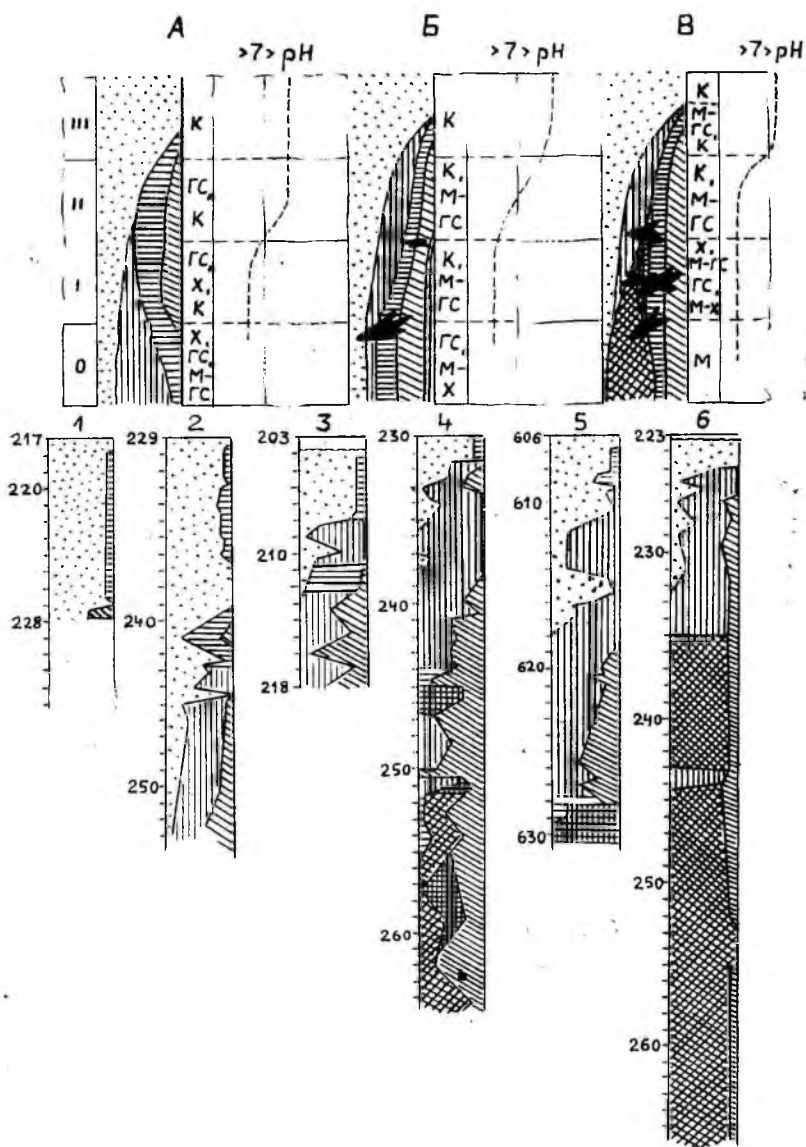 А Б В
>7> pH >7> pH >7> pH
III К К К
М-
ГС,
К
II ГС,
К
К,
М-
ГС
К,
М-
ГС
I ГС,
Х,
К
К,
М-
ГС
Х,
М-ГС
ГС,
М-Х
0 Х,
ГС,
М-
ГС
ГС,
М-
Х
М
1 2 3 4 5 6
217
220
228
229
240
250
203
210
218
230
240
250
260
606
610
620
630
223
230
240
250
260